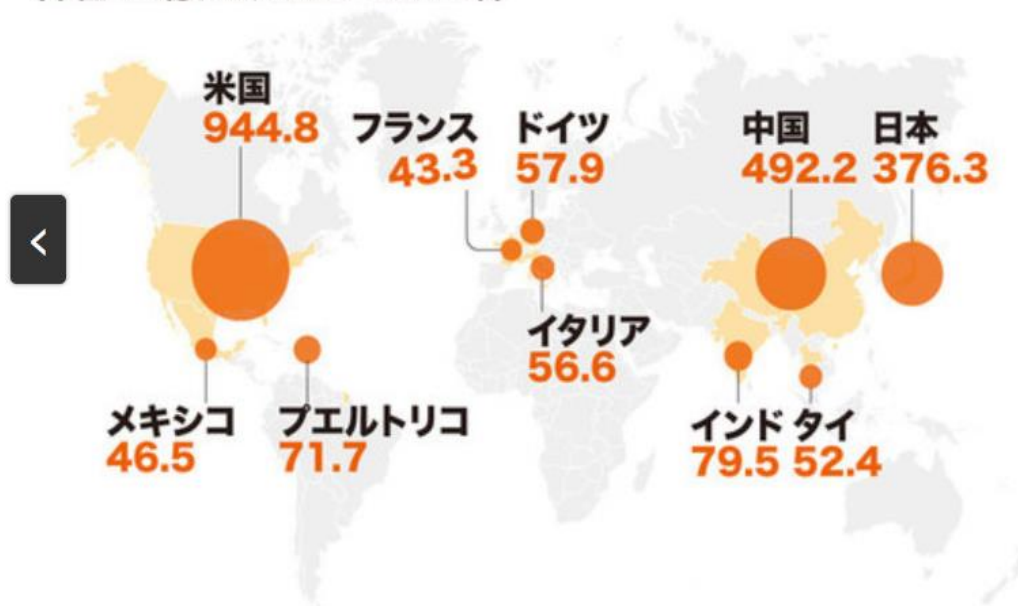 米国
944.8
フランス
43.3
ドイツ
57.9
中国
492.2
日本
376.3
イタリア
56.6
メキシコ
46.5
プエルトリコ
71.7
インド
79.5
タイ
52.4